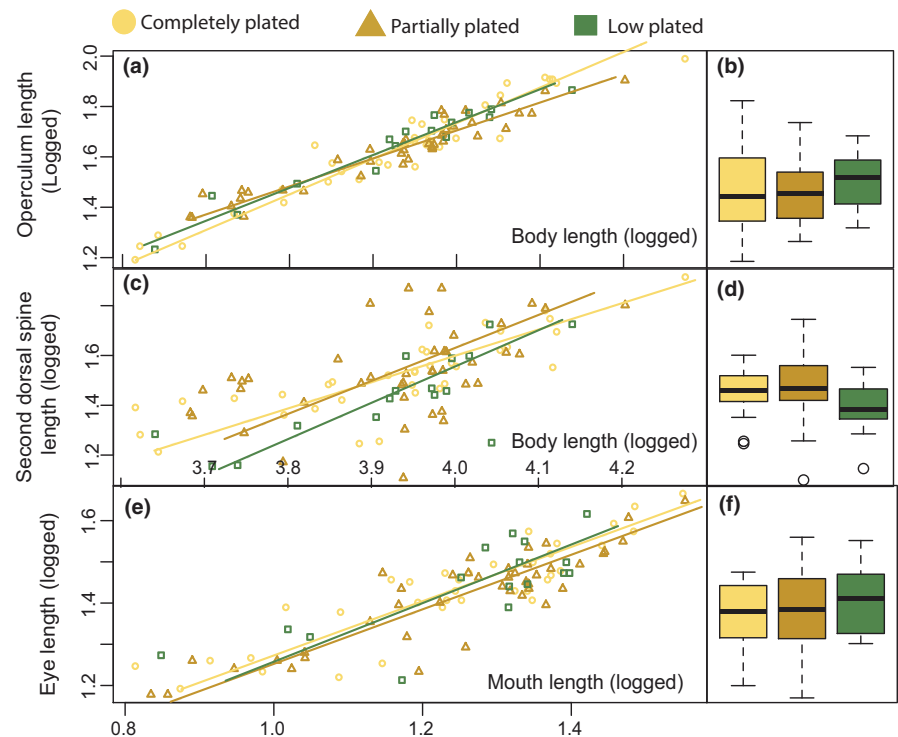 Completely plated Partially plated Low plated
(a) (b)
Operculum length
(Logged)
2.0
1.8
1.6
1.4
1.2
Body length (logged)
(c) (d)
Second dorsal spine
length (logged)
1.6
1.4
1.2
Body length (logged)
3.7 3.8 3.9 4.0 4.1 4.2
(e) (f)
Eye length (logged)
1.6
1.4
1.2
Mouth length (logged)
0.8 1.0 1.2 1.4